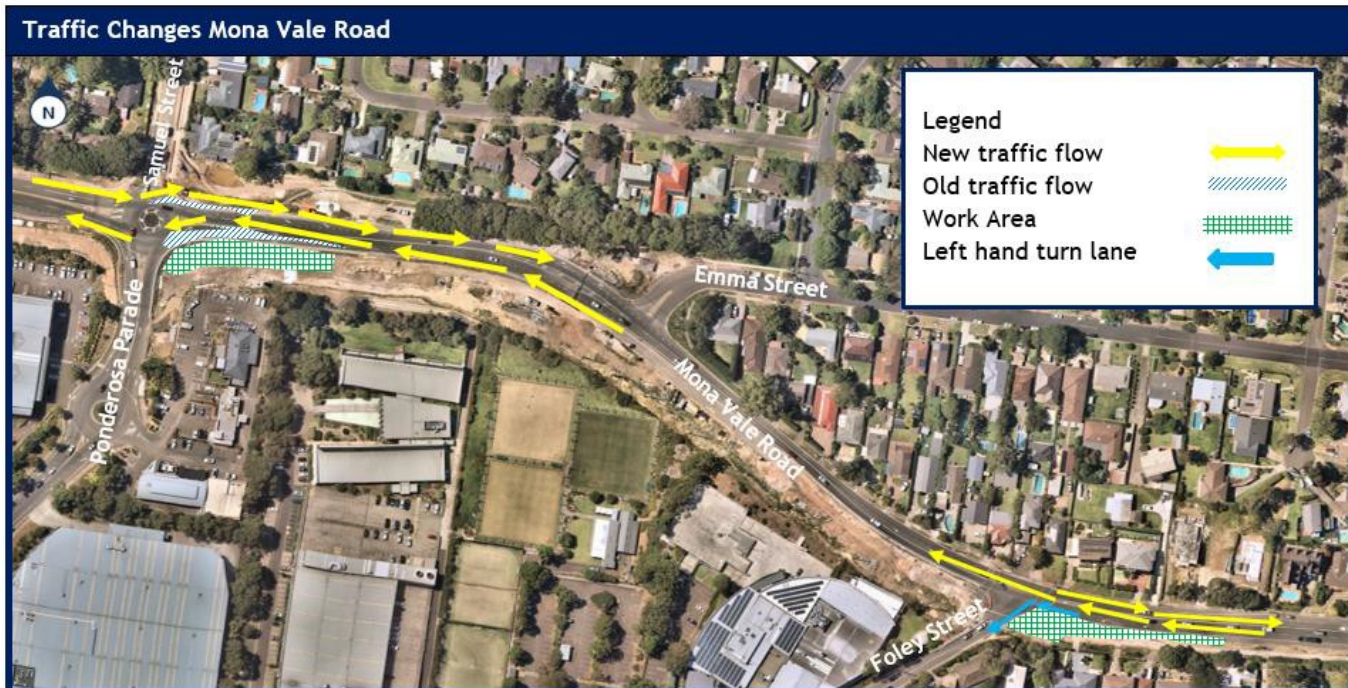 Traffic Changes Mona Vale Road
N
Samuel Street
Legend
New traffic flow
Old traffic flow
Work Area
Left hand turn lane
Emma Street
Ponderosa Parade
Mona Vale Road
Foley Street